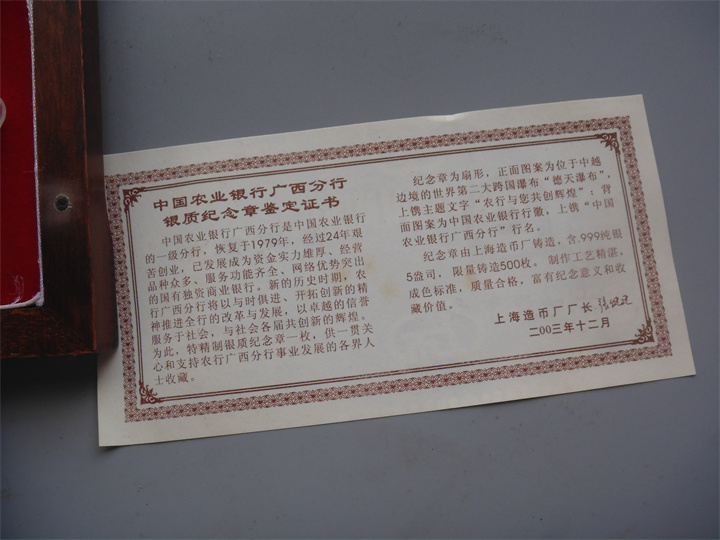 中国农业银行广西分行
银质纪念章鉴定证书
中国农业银行广西分行是中国农业银行
的一级分行，恢复于1979年，经过24年艰
苦创业，已发展成为资金实力雄厚、经营
品种众多、服务功能齐全、网络优势突出
的国有独资商业银行。新的历史时期，农
行广西分行将以与时俱进、开拓创新的精
神推进全行的改革与发展，以卓越的信誉
服务于社会，与社会各届共创新的辉煌。
为此，特精制银质纪念章一枚，供一贯关
心和支持农行广西分行事业发展的各界人
士收藏。
纪念章为扇形，正面图案为位于中越
边境的世界第二大跨国瀑布“德天瀑布”，
上镌主题文字“农行与您共创辉煌”；背
面图案为中国农业银行行徽，上镌“中国
农业银行广西分行”行名。
纪念章由上海造币厂铸造，含.999纯银
5盎司，限量铸造500枚。制作工艺精湛，
成色标准，质量合格，富有纪念意义和收
藏价值。
上海造币厂厂长
二00三年十二月